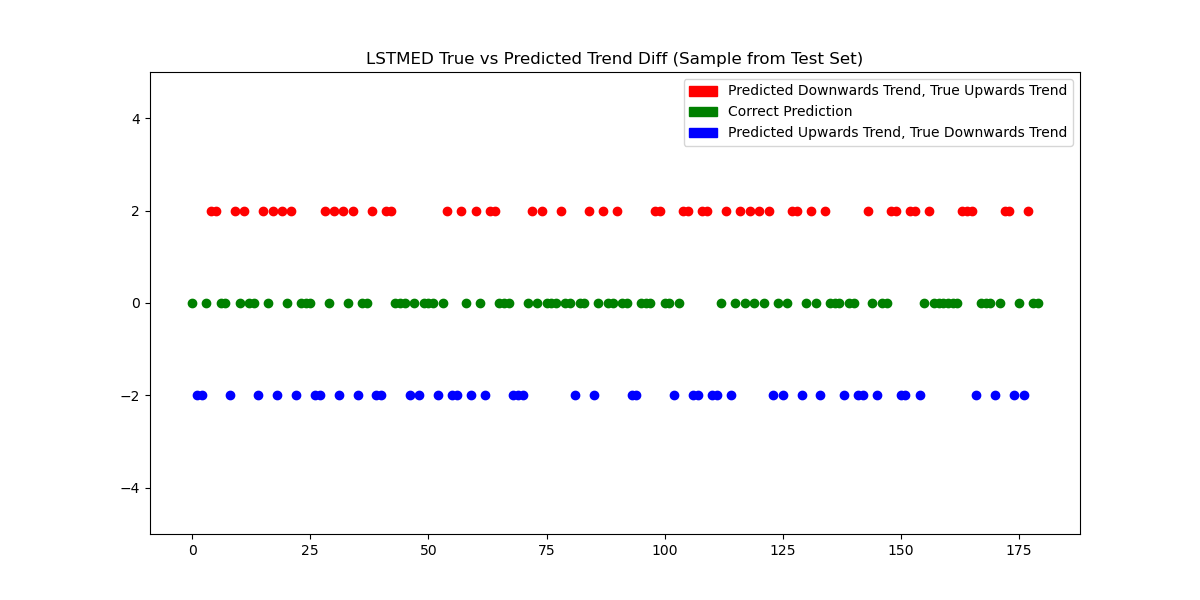 LSTMED True vs Predicted Trend Diff (Sample from Test Set)
Predicted Downwards Trend, True Upwards Trend
Correct Prediction
Predicted Upwards Trend, True Downwards Trend
4
2
0
−2
−4
0 25 50 75 100 125 150 175